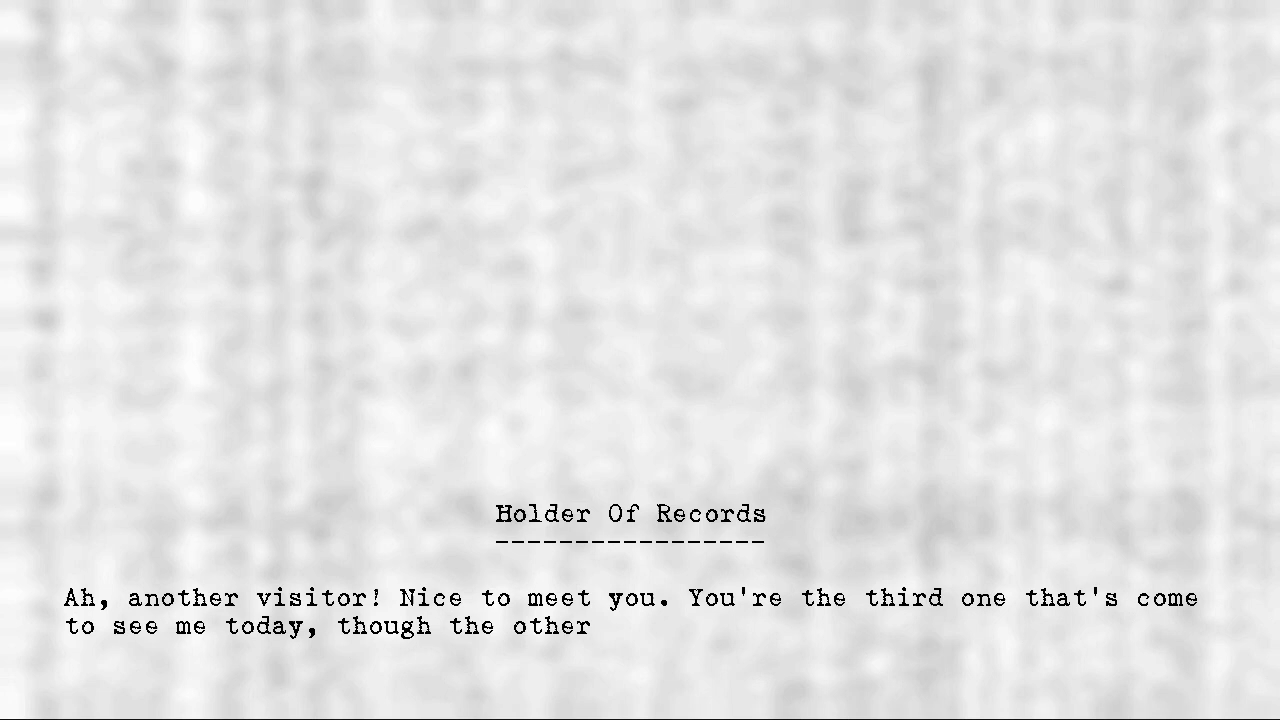 Holder Of Records
-----------------
Ah, another visitor! Nice to meet you. You're the third one that's come
to see me today, though the other